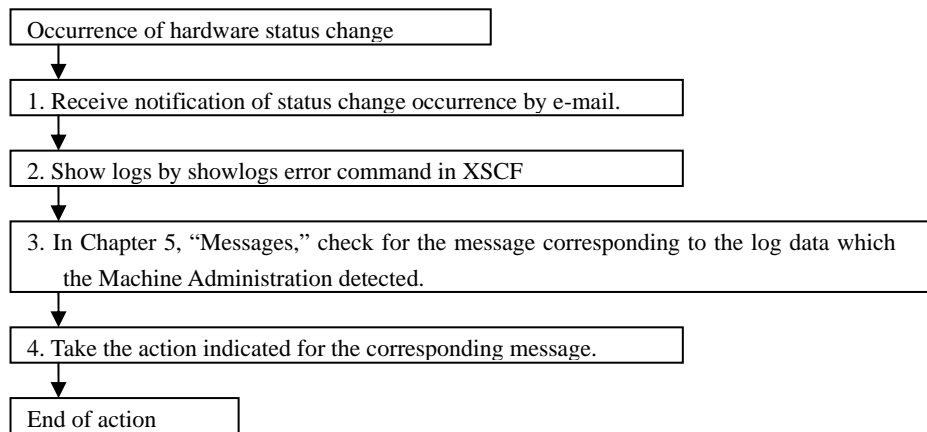 Occurrence of hardware status change
1. Receive notification of status change occurrence by e-mail.
2. Show logs by showlogs error command in XSCF
3. In Chapter 5, “Messages,” check for the message corresponding to the log data which
the Machine Administration detected.
4. Take the action indicated for the corresponding message.
End of action